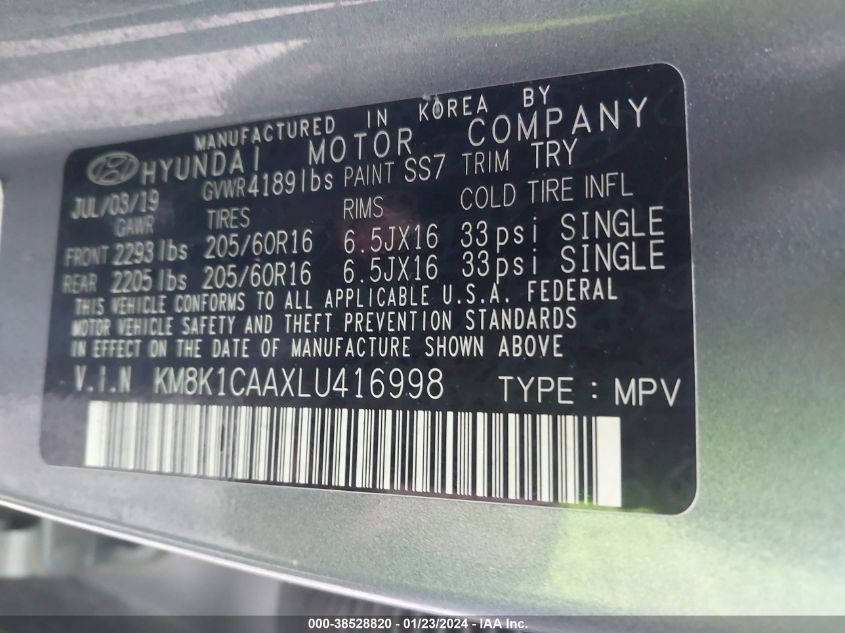 MANUFACTURED IN KOREA BY
HYUNDAI MOTOR COMPANY
JUL/03/19 GVWR 4189lbs PAINT SS7 TRIM TRY
GAWR TIRES RIMS COLD TIRE INFL
FRONT 2293lbs 205/60R16 6.5JX16 33psi SINGLE
REAR 2205lbs 205/60R16 6.5JX16 33psi SINGLE
THIS VEHICLE CONFORMS TO ALL APPLICABLE U.S.A. FEDERAL
MOTOR VEHICLE SAFETY AND THEFT PREVENTION STANDARDS
IN EFFECT ON THE DATE OF MANUFACTURE SHOWN ABOVE
V.I.N KM8K1CAAXLU416998 TYPE : MPV
000-38528820 - 01/23/2024 - IAAI Inc.